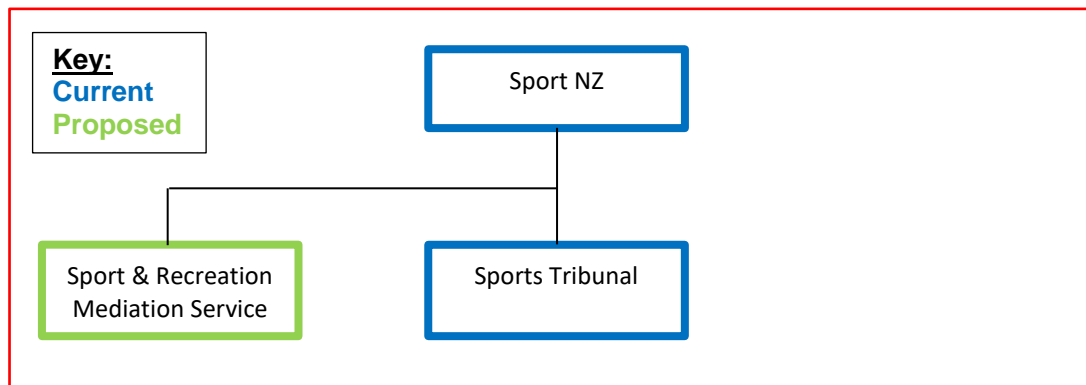 Key:
Current
Proposed
Sport NZ
Sport & Recreation
Mediation Service
Sports Tribunal